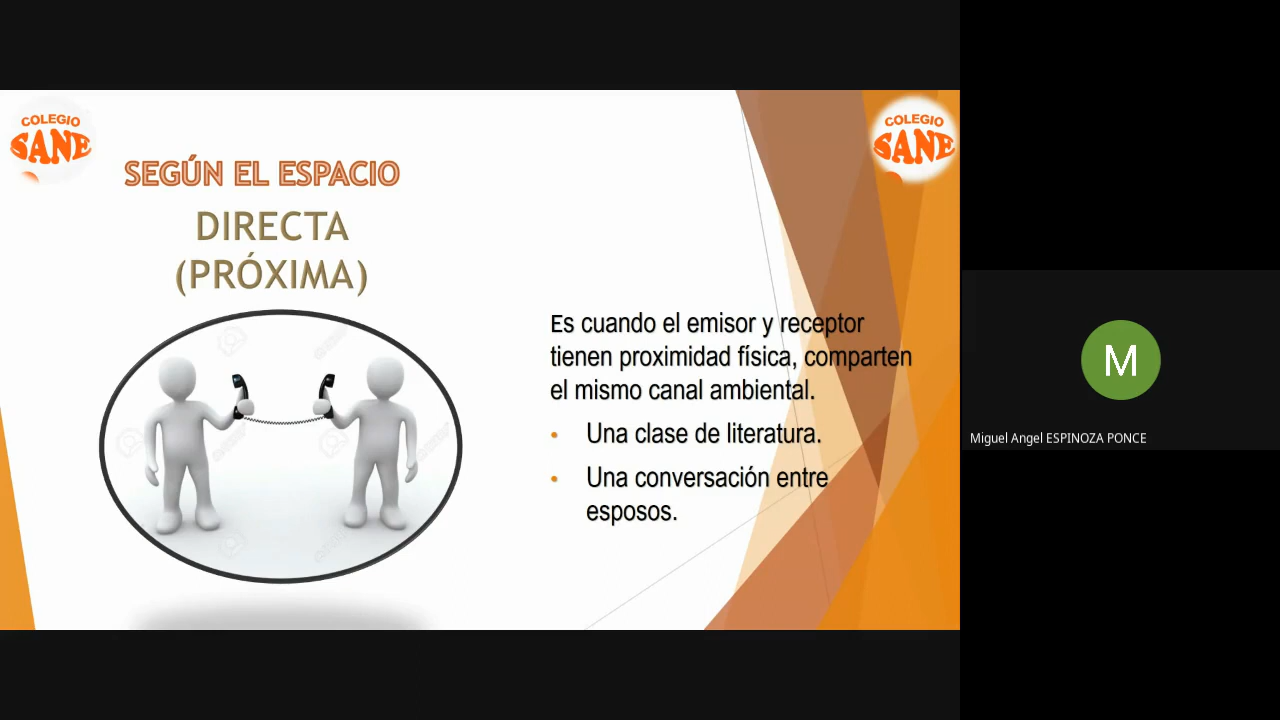 COLEGIO
SANE
COLEGIO
SANE
SEGÚN EL ESPACIO
DIRECTA
(PRÓXIMA)
Es cuando el emisor y receptor
tienen proximidad física, comparten
el mismo canal ambiental.
• Una clase de literatura.
• Una conversación entre
esposos.
M
Miguel Angel ESPINOZA PONCE